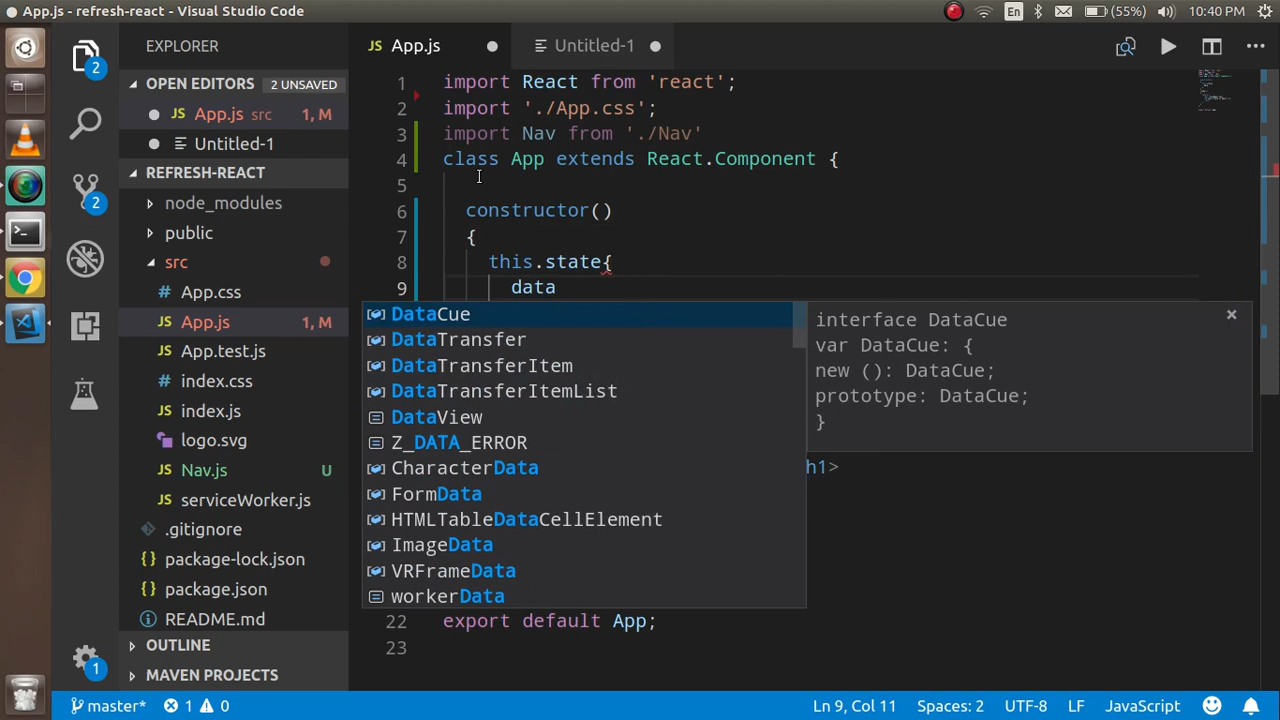 App.js - refresh-react - Visual Studio Code
En
(55%)
10:40 PM
EXPLORER
OPEN EDITORS
2 UNSAVED
App.js src
1, M
Untitled-1
REFRESH-REACT
node_modules
public
src
App.css
App.js
1, M
App.test.js
index.css
index.js
logo.svg
Nav.js
U
serviceWorker.js
.gitignore
package-lock.json
package.json
README.md
OUTLINE
MAVEN PROJECTS
2
2
1
JS App.js
Untitled-1
1 import React from 'react';
2 import './App.css';
3 import Nav from './Nav'
4 class App extends React.Component {
5
6 constructor()
7 {
8 this.state{
9 data
DataCue
DataTransfer
DataTransferItem
DataTransferItemList
DataView
Z_DATA_ERROR
CharacterData
FormData
HTMLTableDataCellElement
ImageData
VRFrameData
workerData
interface DataCue
var DataCue: {
new (): DataCue;
prototype: DataCue;
}
h1>
22 export default App;
23
master*
1
0
Ln 9, Col 11
Spaces: 2
UTF-8
LF
JavaScript